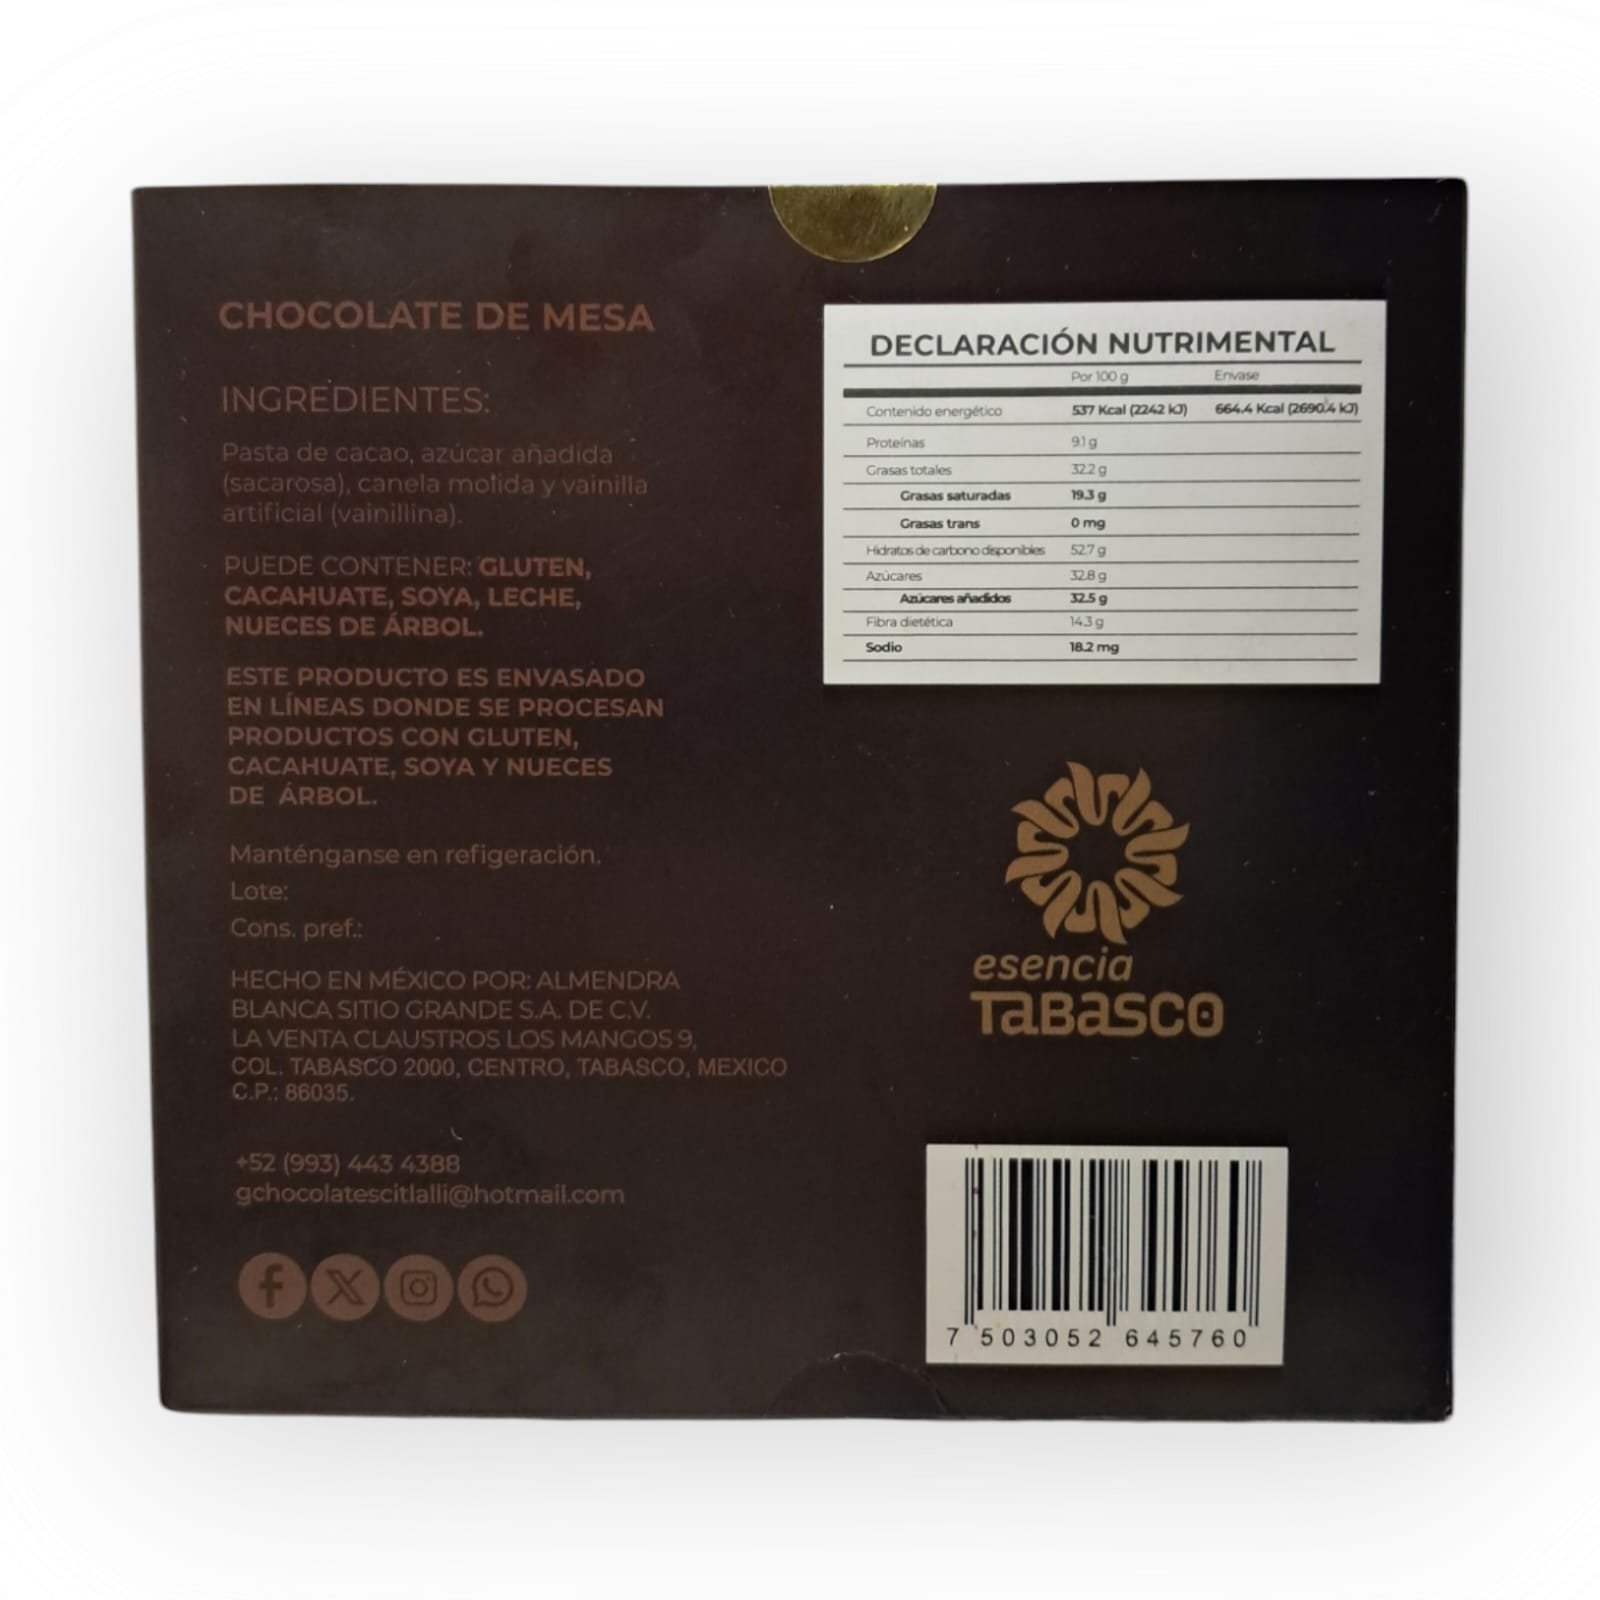 CHOCOLATE DE MESA
INGREDIENTES:
Pasta de cacao, azúcar añadida
(sacarosa), canela molida y vainilla
artificial (vainillina).
PUEDE CONTENER: GLUTEN,
CACAHUATE, SOYA, LECHE,
NUECES DE ÁRBOL.
ESTE PRODUCTO ES ENVASADO
EN LÍNEAS DONDE SE PROCESAN
PRODUCTOS CON GLUTEN,
CACAHUATE, SOYA Y NUECES
DE ÁRBOL.
Manténganse en refigeración.
Lote:
Cons. pref.:
HECHO EN MÉXICO POR: ALMENDRA
BLANCA SITIO GRANDE S.A. DE C.V.
LA VENTA CLAUSTROS LOS MANGOS 9,
COL. TABASCO 2000, CENTRO, TABASCO, MEXICO
C.P.: 86035.
+52 (993) 443 4388
gchocolatescitlalli@hotmail.com
DECLARACIÓN NUTRIMENTAL
Por 100 g Envase
Contenido energético 537 Kcal (2242 kJ) 664.4 Kcal (2690.4 kJ)
Proteínas 9.1 g
Grasas totales 32.2 g
Grasas saturadas 19.3 g
Grasas trans 0 mg
Hidratos de carbono disponibles 52.7 g
Azúcares 32.8 g
Azúcares añadidos 32.5 g
Fibra dietética 14.3 g
Sodio 18.2 mg
esencia
TABASCO
7 503052 645760